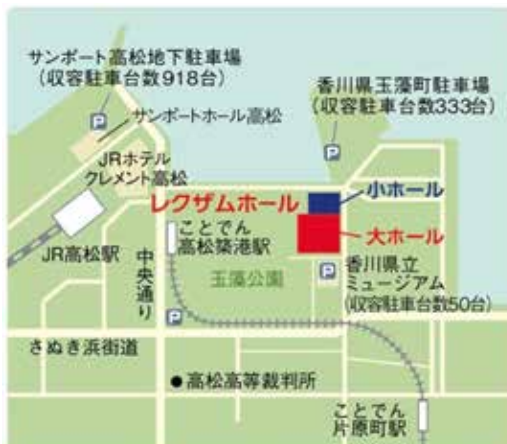 サンポート高松地下駐車場
（収容駐車台数918台）
香川県玉藻町駐車場
（収容駐車台数333台）
P
サンポートホール高松
P
JRホテル
クレメント高松
レクザムホール
小ホール
大ホール
ことでん
高松築港駅
JR高松駅
中央通り
玉藻公園
P
香川県立
ミュージアム
（収容駐車台数50台）
P
さぬき浜街道
●高松高等裁判所
ことでん
片原町駅